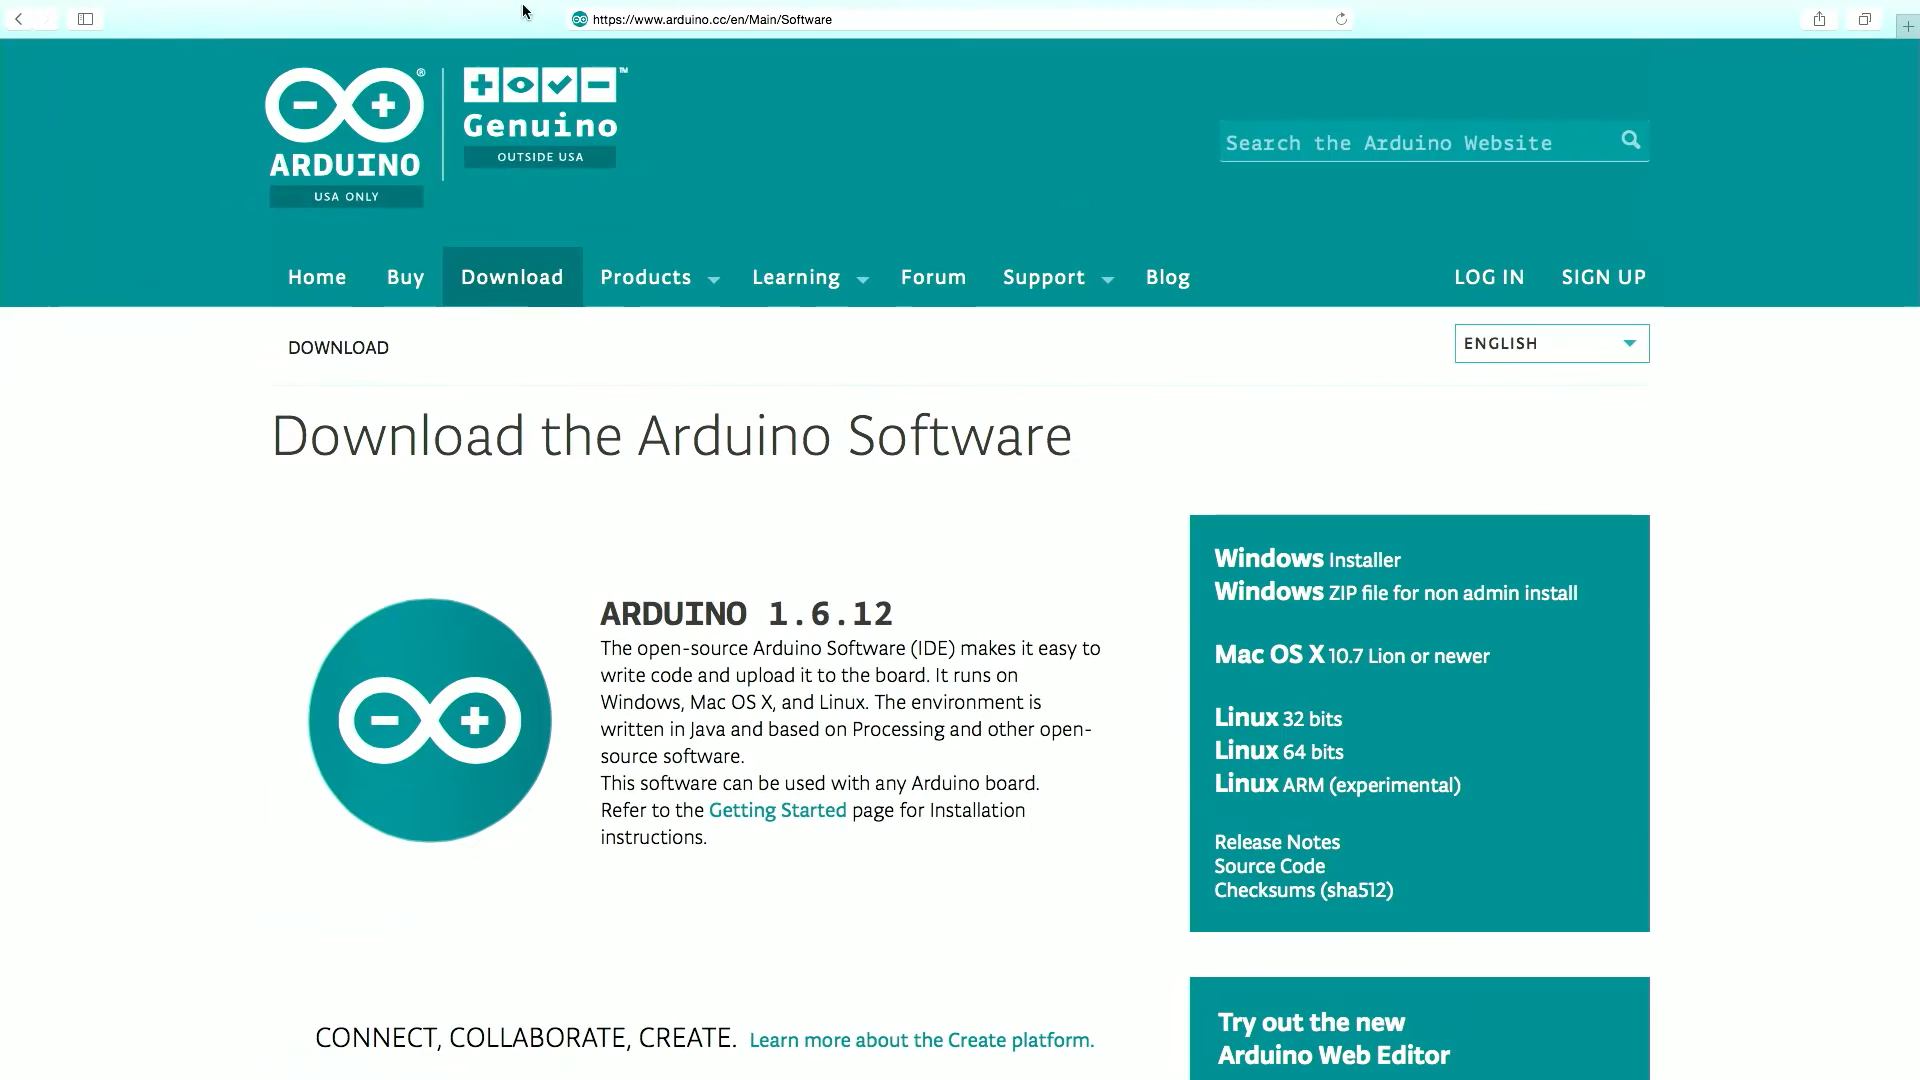 https://www.arduino.cc/en/Main/Software
ARDUINO
USA ONLY
Genuino
OUTSIDE USA
Search the Arduino Website
Home Buy Download Products Learning Forum Support Blog LOG IN SIGN UP
DOWNLOAD
ENGLISH
Download the Arduino Software
ARDUINO 1.6.12
The open-source Arduino Software (IDE) makes it easy to
write code and upload it to the board. It runs on
Windows, Mac OS X, and Linux. The environment is
written in Java and based on Processing and other open-
source software.
This software can be used with any Arduino board.
Refer to the Getting Started page for Installation
instructions.
Windows Installer
Windows ZIP file for non admin install
Mac OS X 10.7 Lion or newer
Linux 32 bits
Linux 64 bits
Linux ARM (experimental)
Release Notes
Source Code
Checksums (sha512)
CONNECT, COLLABORATE, CREATE. Learn more about the Create platform.
Try out the new
Arduino Web Editor